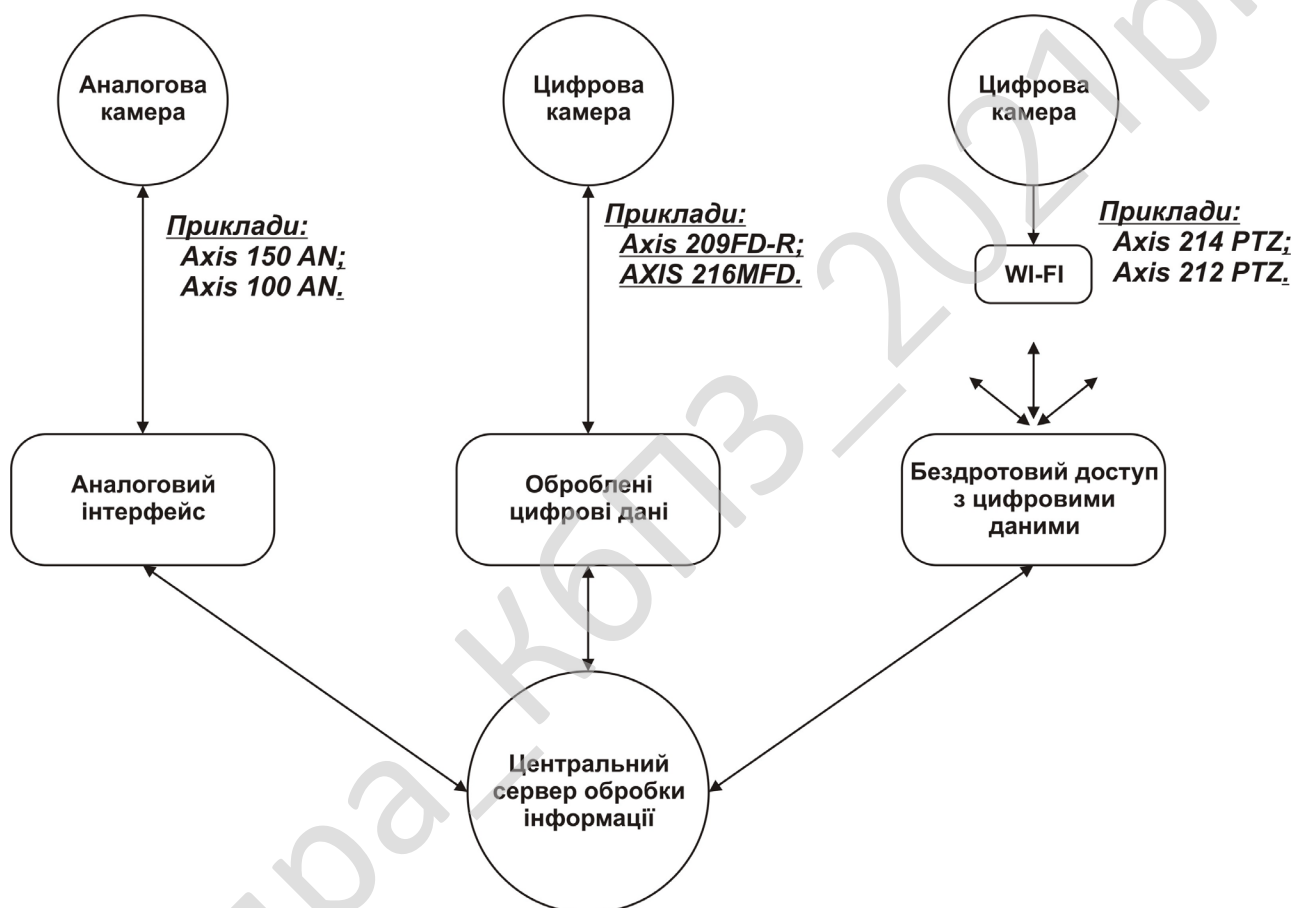 Аналогова
камера
Цифрова
камера
Цифрова
камера
Приклади:
Axis 150 AN;
Axis 100 AN.
Приклади:
Axis 209FD-R;
AXIS 216MFD.
Приклади:
Axis 214 PTZ;
Axis 212 PTZ.
WI-FI
Аналоговий
інтерфейс
Оброблені
цифрові дані
Бездротовий доступ
з цифровими
даними
Центральний
сервер обробки
інформації
ра_КбПЗ_2021р